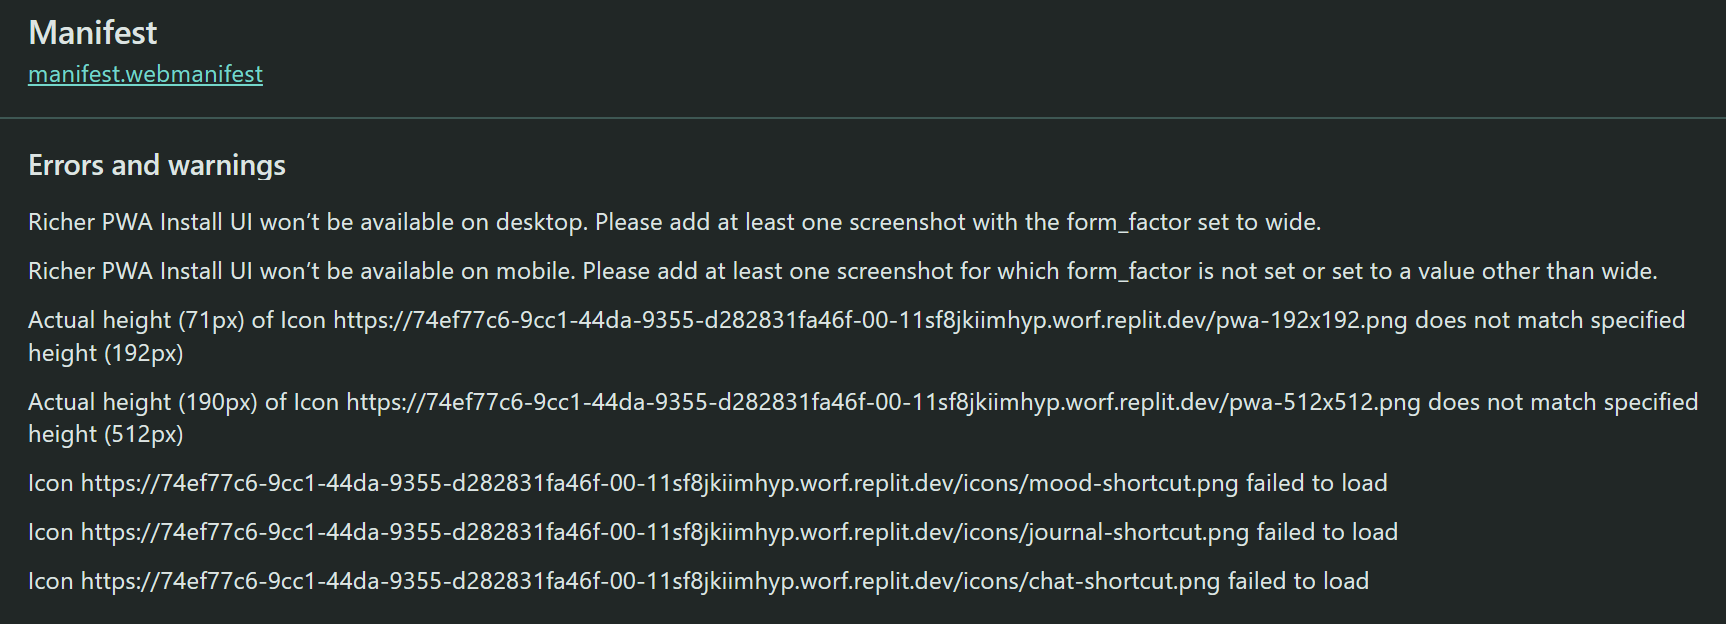 Manifest
manifest.webmanifest
Errors and warnings
Richer PWA Install UI won’t be available on desktop. Please add at least one screenshot with the form_factor set to wide.
Richer PWA Install UI won’t be available on mobile. Please add at least one screenshot for which form_factor is not set or set to a value other than wide.
Actual height (71px) of Icon https://74ef77c6-9cc1-44da-9355-d282831fa46f-00-11sf8jkiimhyp.worf.replit.dev/pwa-192x192.png does not match specified
height (192px)
Actual height (190px) of Icon https://74ef77c6-9cc1-44da-9355-d282831fa46f-00-11sf8jkiimhyp.worf.replit.dev/pwa-512x512.png does not match specified
height (512px)
Icon https://74ef77c6-9cc1-44da-9355-d282831fa46f-00-11sf8jkiimhyp.worf.replit.dev/icons/mood-shortcut.png failed to load
Icon https://74ef77c6-9cc1-44da-9355-d282831fa46f-00-11sf8jkiimhyp.worf.replit.dev/icons/journal-shortcut.png failed to load
Icon https://74ef77c6-9cc1-44da-9355-d282831fa46f-00-11sf8jkiimhyp.worf.replit.dev/icons/chat-shortcut.png failed to load